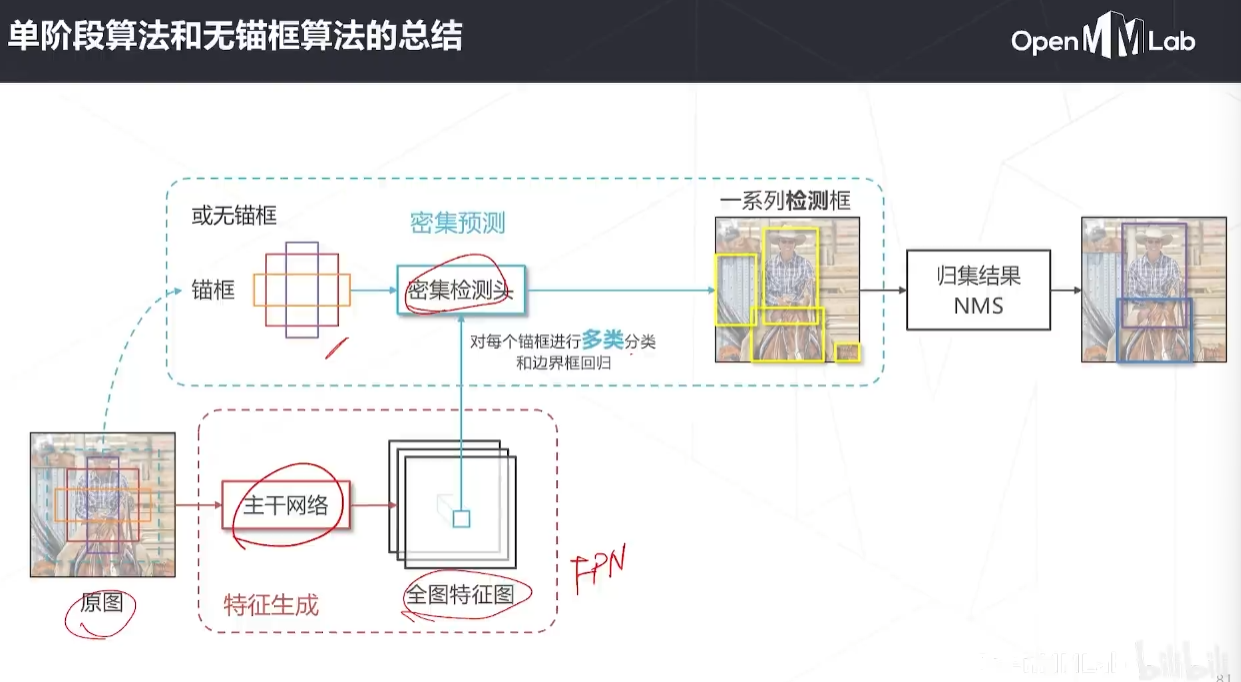 单阶段算法和无锚框算法的总结
OpenMMLab
或无锚框
锚框
密集预测
密集检测头
对每个锚框进行多类分类
和边界框回归
一系列检测框
归集结果
NMS
原图
主干网络
特征生成
全图特征图
FPN
bilibili
81